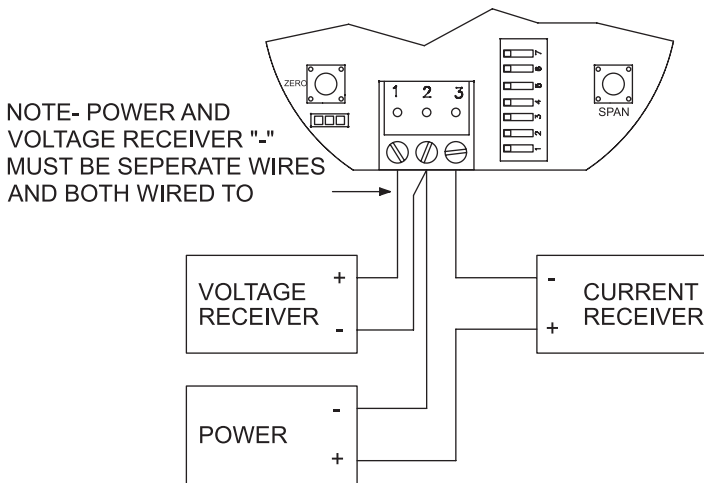 ZERO
1 2 3
7
6
5
4
3
2
1
SPAN
NOTE- POWER AND
VOLTAGE RECEIVER "-"
MUST BE SEPERATE WIRES
AND BOTH WIRED TO
VOLTAGE
RECEIVER
+
-
CURRENT
RECEIVER
-
+
POWER
-
+